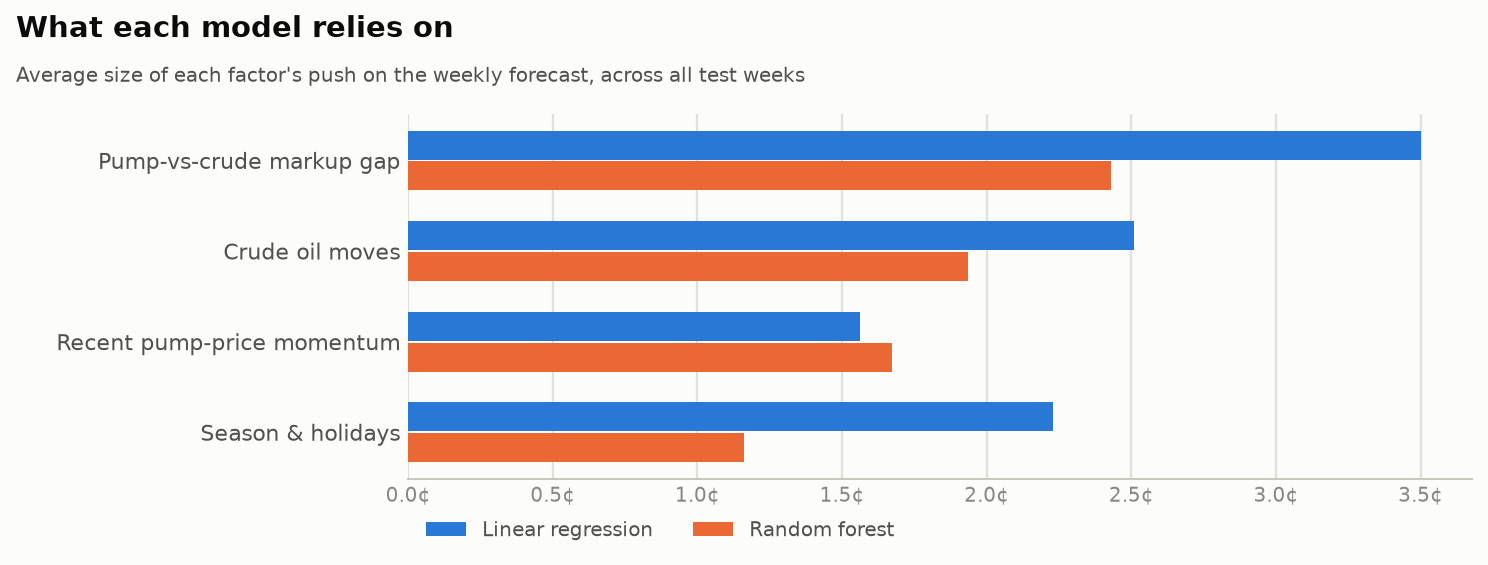 What each model relies on
Average size of each factor's push on the weekly forecast, across all test weeks
Pump-vs-crude markup gap
Crude oil moves
Recent pump-price momentum
Season & holidays
0.0¢ 0.5¢ 1.0¢ 1.5¢ 2.0¢ 2.5¢ 3.0¢ 3.5¢
Linear regression Random forest